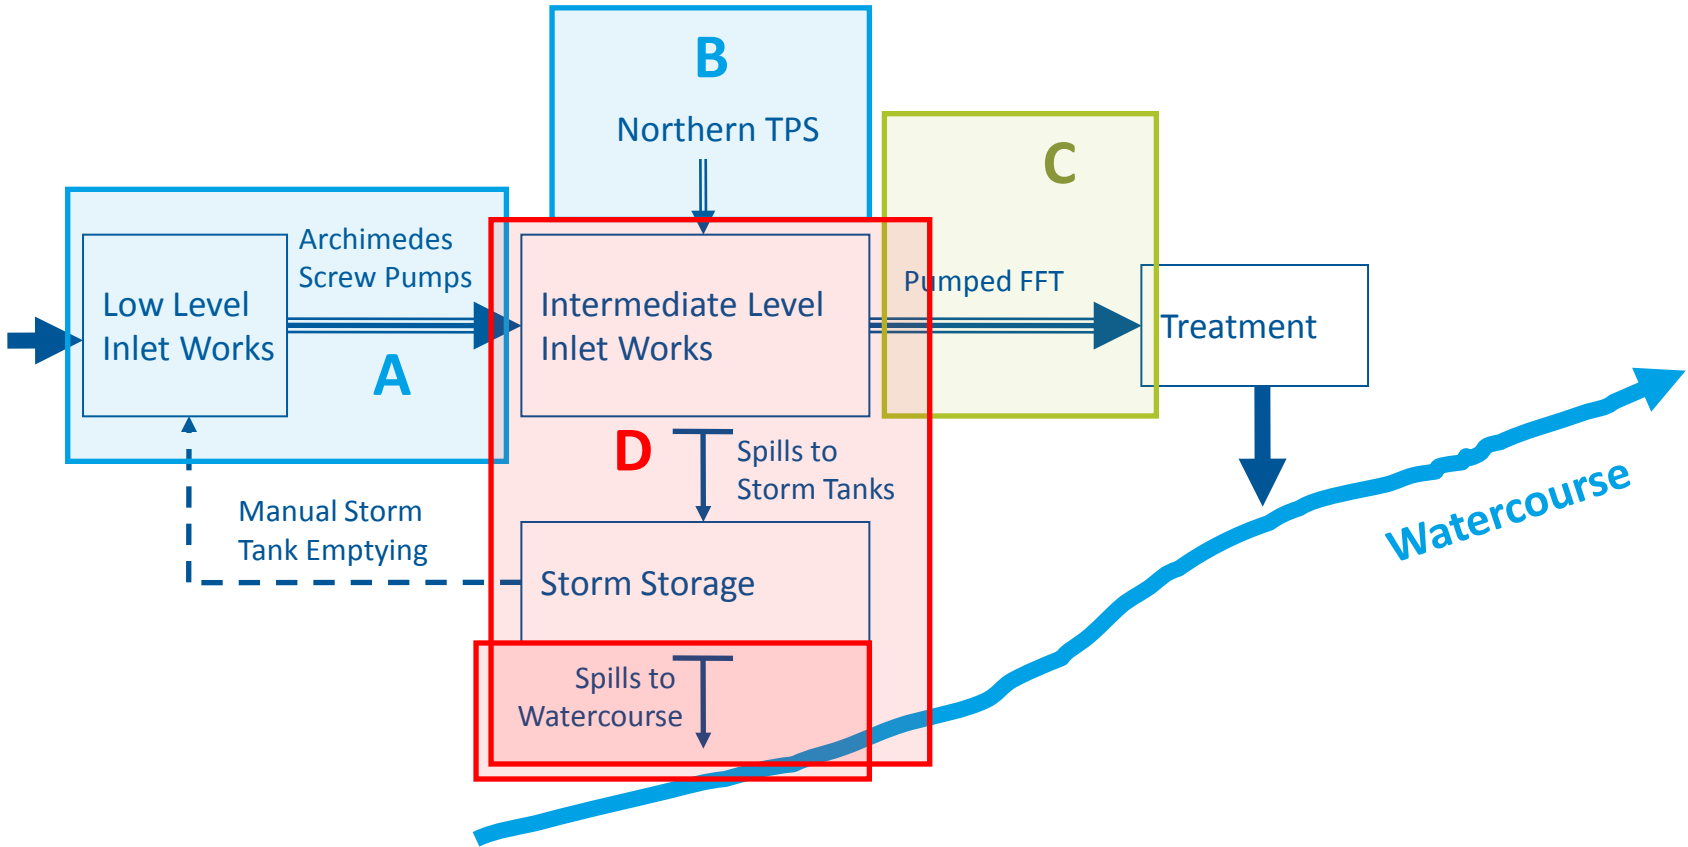 B
Northern TPS
C
Archimedes
Screw Pumps
Low Level
Inlet Works
A
Intermediate Level
Inlet Works
Pumped FFT
Treatment
D
Spills to
Storm Tanks
Manual Storm
Tank Emptying
Storm Storage
Spills to
Watercourse
Watercourse